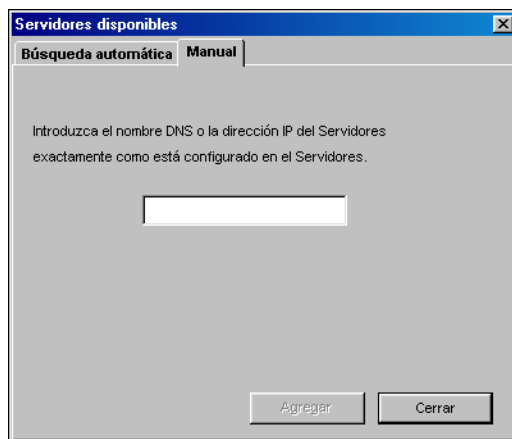 Servidores disponibles
Búsqueda automática Manual
Introduzca el nombre DNS o la dirección IP del Servidores
exactamente como está configurado en el Servidores.
Agregar Cerrar